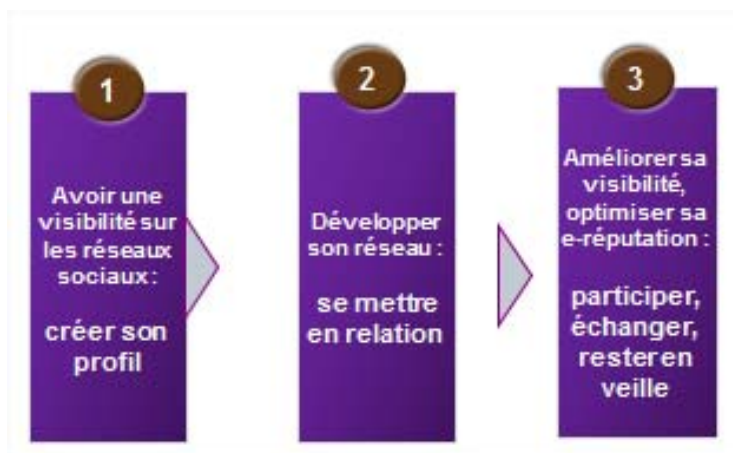 1
Avoir une
visibilité sur
les réseaux
sociaux :
créer son
profil
2
Développer
son réseau :
se mettre
en relation
3
Améliorer sa
visibilité,
optimiser sa
e-réputation :
participer,
échanger,
rester en
veille